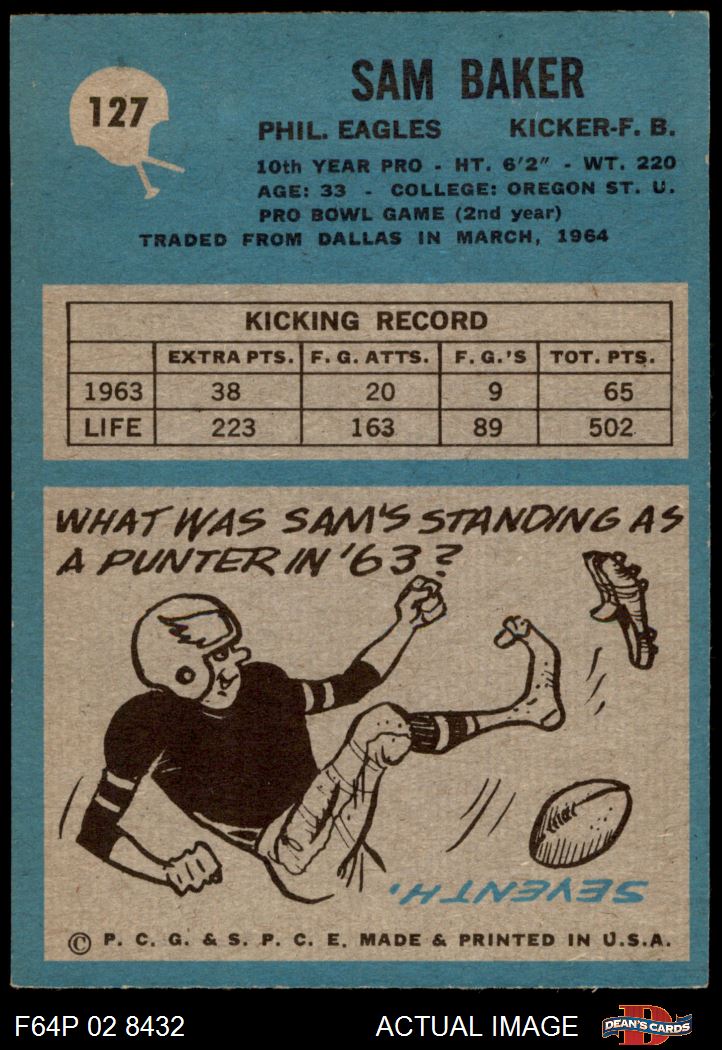 127
SAM BAKER
PHIL. EAGLES KICKER-F. B.
10th YEAR PRO - HT. 6'2" - WT. 220
AGE: 33 - COLLEGE: OREGON ST. U.
PRO BOWL GAME (2nd year)
TRADED FROM DALLAS IN MARCH, 1964
KICKING RECORD
EXTRA PTS. F. G. ATTS. F. G.'S TOT. PTS.
1963 38 20 9 65
LIFE 223 163 89 502
WHAT WAS SAM'S STANDING AS
A PUNTER IN '63?
SEVENTH.
© P. C. G. & S. P. C. E. MADE & PRINTED IN U.S.A.
F64P 02 8432 ACTUAL IMAGE D DEAN'S CARDS